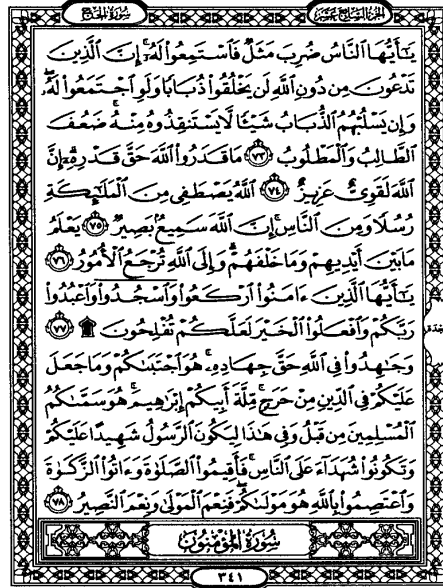 الجزء السابع عشر
سورة الحج
يَٰٓأَيُّهَا ٱلنَّاسُ ضُرِبَ مَثَلٌ فَٱسْتَمِعُوا۟ لَهُۥٓ إِنَّ ٱلَّذِينَ
تَدْعُونَ مِن دُونِ ٱللَّهِ لَن يَخْلُقُوا۟ ذُبَابًا وَلَوِ ٱجْتَمَعُوا۟ لَهُۥ
وَإِن يَسْلُبْهُمُ ٱلذُّبَابُ شَيْـًٔا لَّا يَسْتَنقِذُوهُ مِنْهُ ضَعُفَ
ٱلطَّالِبُ وَٱلْمَطْلُوبُ ٧٣ مَا قَدَرُوا۟ ٱللَّهَ حَقَّ قَدْرِهِۦٓ إِنَّ
ٱللَّهَ لَقَوِىٌّ عَزِيزٌ ٧٤ ٱللَّهُ يَصْطَفِى مِنَ ٱلْمَلَٰٓئِكَةِ
رُسُلًا وَمِنَ ٱلنَّاسِ إِنَّ ٱللَّهَ سَمِيعٌۢ بَصِيرٌ ٧٥ يَعْلَمُ
مَا بَيْنَ أَيْدِيهِمْ وَمَا خَلْفَهُمْ وَإِلَى ٱللَّهِ تُرْجَعُ ٱلْأُمُورُ ٧٦
يَٰٓأَيُّهَا ٱلَّذِينَ ءَامَنُوا۟ ٱرْكَعُوا۟ وَٱسْجُدُوا۟ وَٱعْبُدُوا۟
رَبَّكُمْ وَٱفْعَلُوا۟ ٱلْخَيْرَ لَعَلَّكُمْ تُفْلِحُونَ ۩ ٧٧
وَجَٰهِدُوا۟ فِى ٱللَّهِ حَقَّ جِهَادِهِۦ هُوَ ٱجْتَبَىٰكُمْ وَمَا جَعَلَ
عَلَيْكُمْ فِى ٱلدِّينِ مِنْ حَرَجٍ مِّلَّةَ أَبِيكُمْ إِبْرَٰهِيمَ هُوَ سَمَّىٰكُمُ
ٱلْمُسْلِمِينَ مِن قَبْلُ وَفِى هَٰذَا لِيَكُونَ ٱلرَّسُولُ شَهِيدًا عَلَيْكُمْ
وَتَكُونُوا۟ شُهَدَآءَ عَلَى ٱلنَّاسِ فَأَقِيمُوا۟ ٱلصَّلَوٰةَ وَءَاتُوا۟ ٱلزَّكَوٰةَ
وَٱعْتَصِمُوا۟ بِٱللَّهِ هُوَ مَوْلَىٰكُمْ فَنِعْمَ ٱلْمَوْلَىٰ وَنِعْمَ ٱلنَّصِيرُ ٧٨
سورة المؤمنون
٣٤١